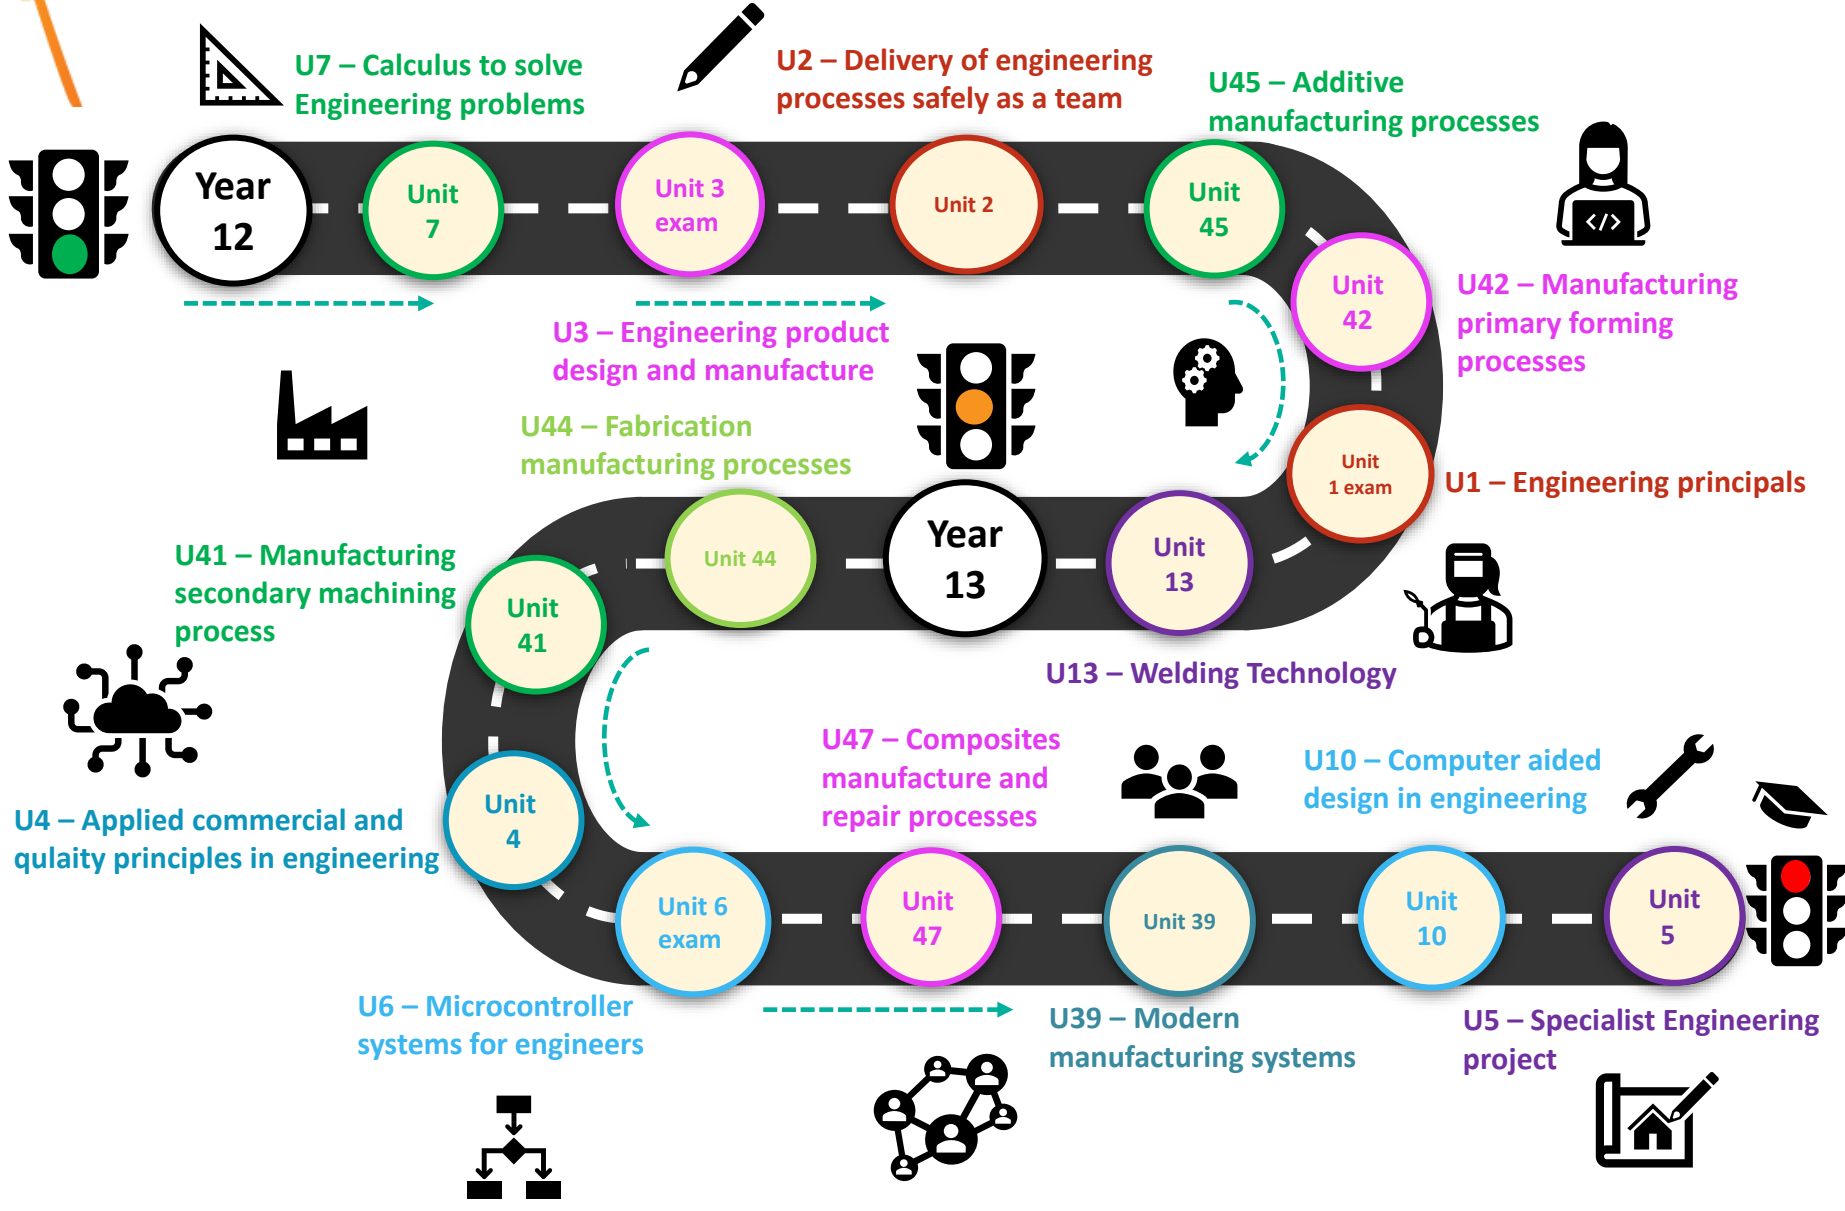 U7 – Calculus to solve
Engineering problems
U2 – Delivery of engineering
processes safely as a team
U45 – Additive
manufacturing processes
Year
12
Unit
7
Unit 3
exam
Unit 2
Unit
45
</>
Unit
42
U42 – Manufacturing
primary forming
processes
U3 – Engineering product
design and manufacture
U44 – Fabrication
manufacturing processes
Unit
1 exam
U1 – Engineering principals
Year
13
Unit
13
Unit 44
U41 – Manufacturing
secondary machining
process
Unit
41
U13 – Welding Technology
U47 – Composites
manufacture and
repair processes
U10 – Computer aided
design in engineering
U4 – Applied commercial and
qulaity principles in engineering
Unit
4
Unit 6
exam
Unit
47
Unit 39
Unit
10
Unit
5
U6 – Microcontroller
systems for engineers
U39 – Modern
manufacturing systems
U5 – Specialist Engineering
project